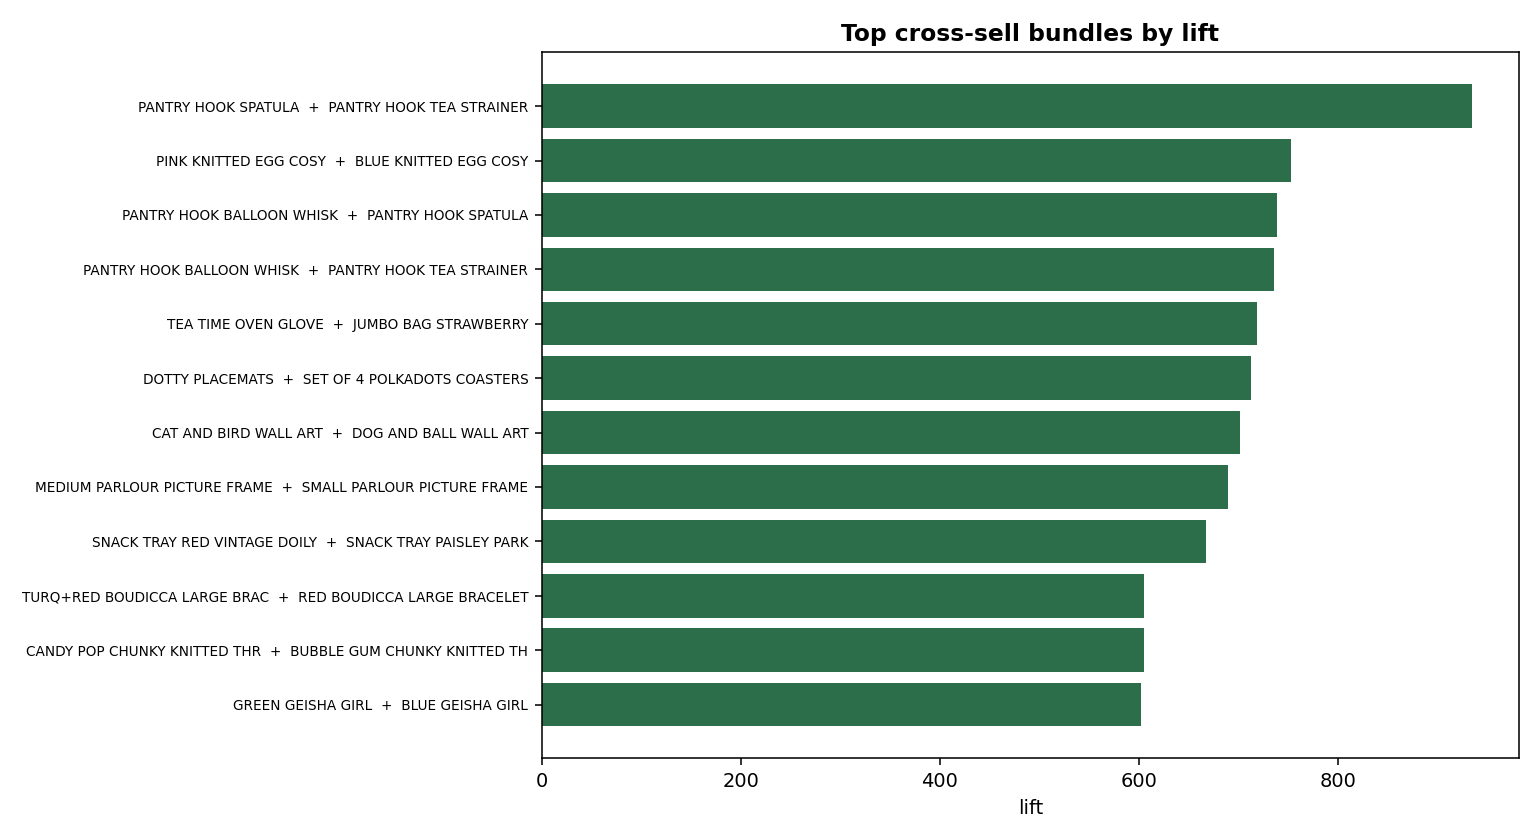 Top cross-sell bundles by lift
PANTRY HOOK SPATULA + PANTRY HOOK TEA STRAINER
PINK KNITTED EGG COSY + BLUE KNITTED EGG COSY
PANTRY HOOK BALLOON WHISK + PANTRY HOOK SPATULA
PANTRY HOOK BALLOON WHISK + PANTRY HOOK TEA STRAINER
TEA TIME OVEN GLOVE + JUMBO BAG STRAWBERRY
DOTTY PLACEMATS + SET OF 4 POLKADOTS COASTERS
CAT AND BIRD WALL ART + DOG AND BALL WALL ART
MEDIUM PARLOUR PICTURE FRAME + SMALL PARLOUR PICTURE FRAME
SNACK TRAY RED VINTAGE DOILY + SNACK TRAY PAISLEY PARK
TURQ+RED BOUDICCA LARGE BRAC + RED BOUDICCA LARGE BRACELET
CANDY POP CHUNKY KNITTED THR + BUBBLE GUM CHUNKY KNITTED TH
GREEN GEISHA GIRL + BLUE GEISHA GIRL
0 200 400 600 800
lift